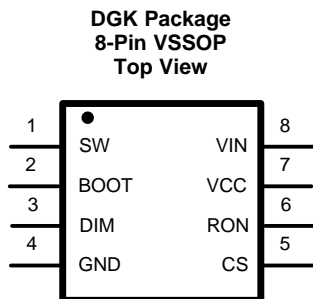 DGK Package
8-Pin VSSOP
Top View
1 SW VIN 8
2 BOOT VCC 7
3 DIM RON 6
4 GND CS 5